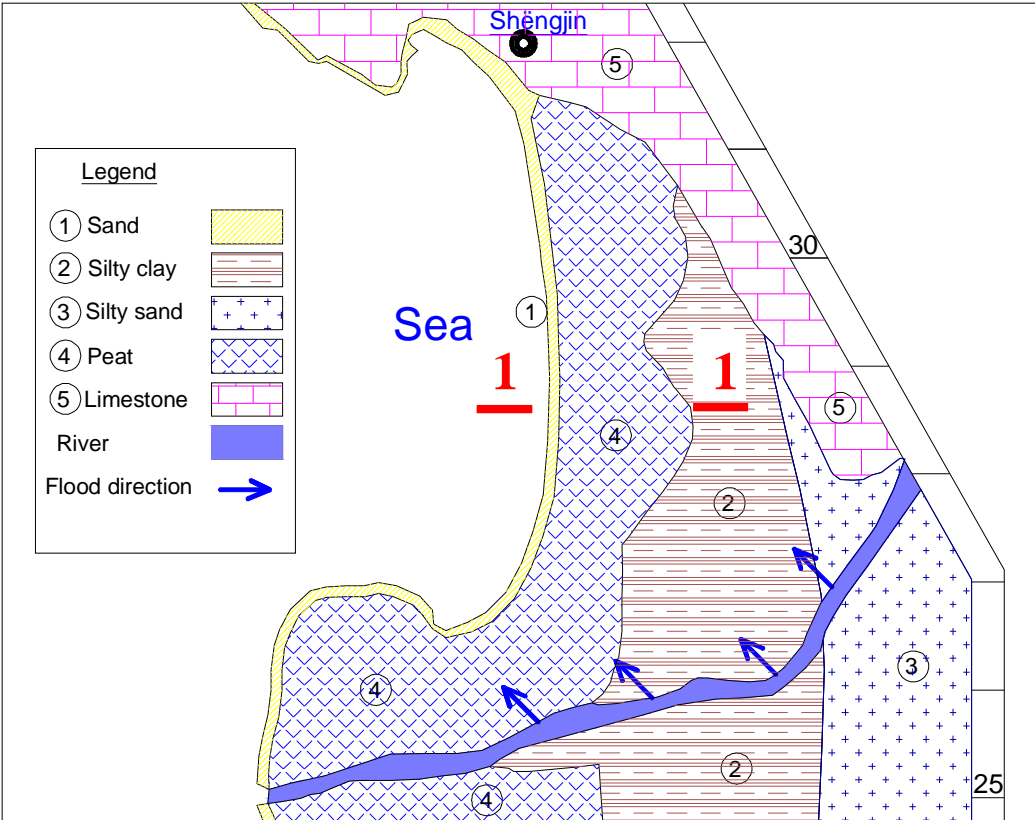 Shëngjin
5
Legend
1 Sand
2 Silty clay
3 Silty sand
4 Peat
5 Limestone
River
Flood direction
30
1
Sea
1
1
5
4
2
3
4
2
25
4